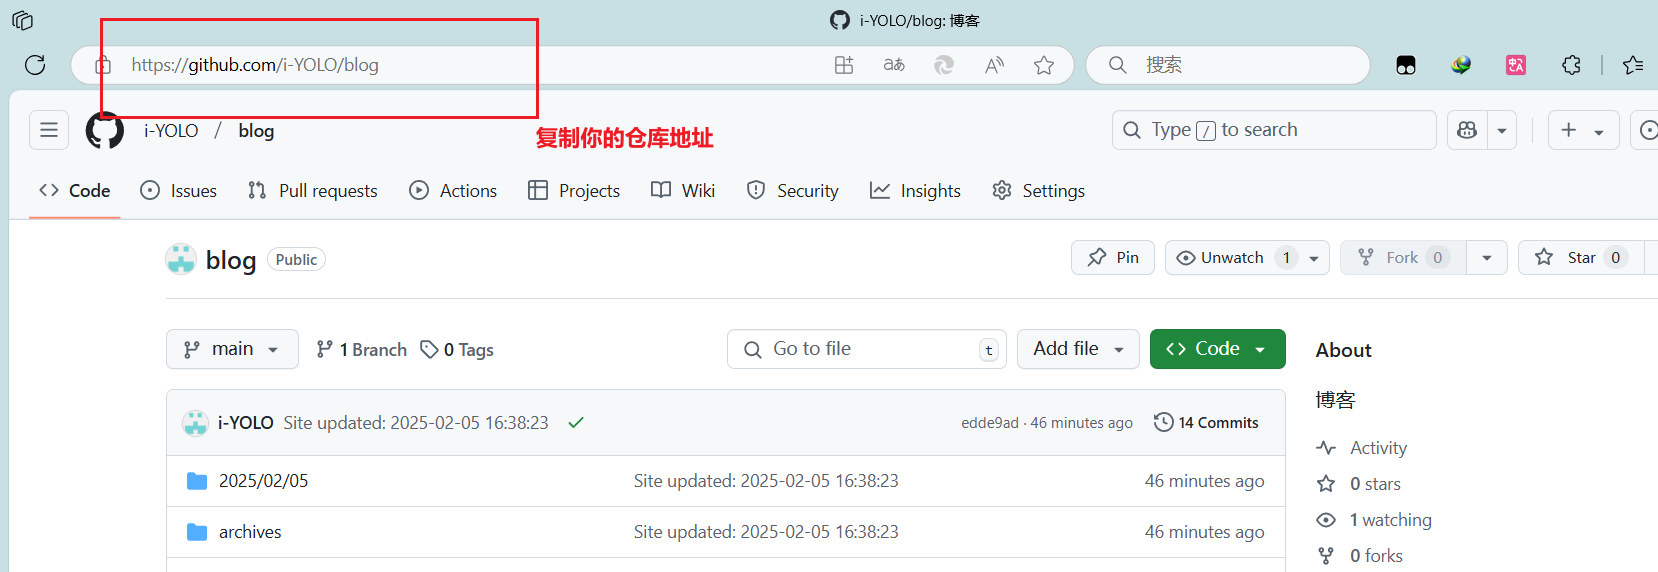 i-YOLO/blog: 博客
https://github.com/i-YOLO/blog
搜索
i-YOLO / blog
Type / to search
复制你的仓库地址
Code
Issues
Pull requests
Actions
Projects
Wiki
Security
Insights
Settings
blog
Public
Pin
Unwatch 1
Fork 0
Star 0
main
1 Branch
0 Tags
Go to file
t
Add file
Code
About
博客
i-YOLO Site updated: 2025-02-05 16:38:23
edde9ad · 46 minutes ago
14 Commits
2025/02/05 Site updated: 2025-02-05 16:38:23 46 minutes ago
archives Site updated: 2025-02-05 16:38:23 46 minutes ago
Activity
0 stars
1 watching
0 forks